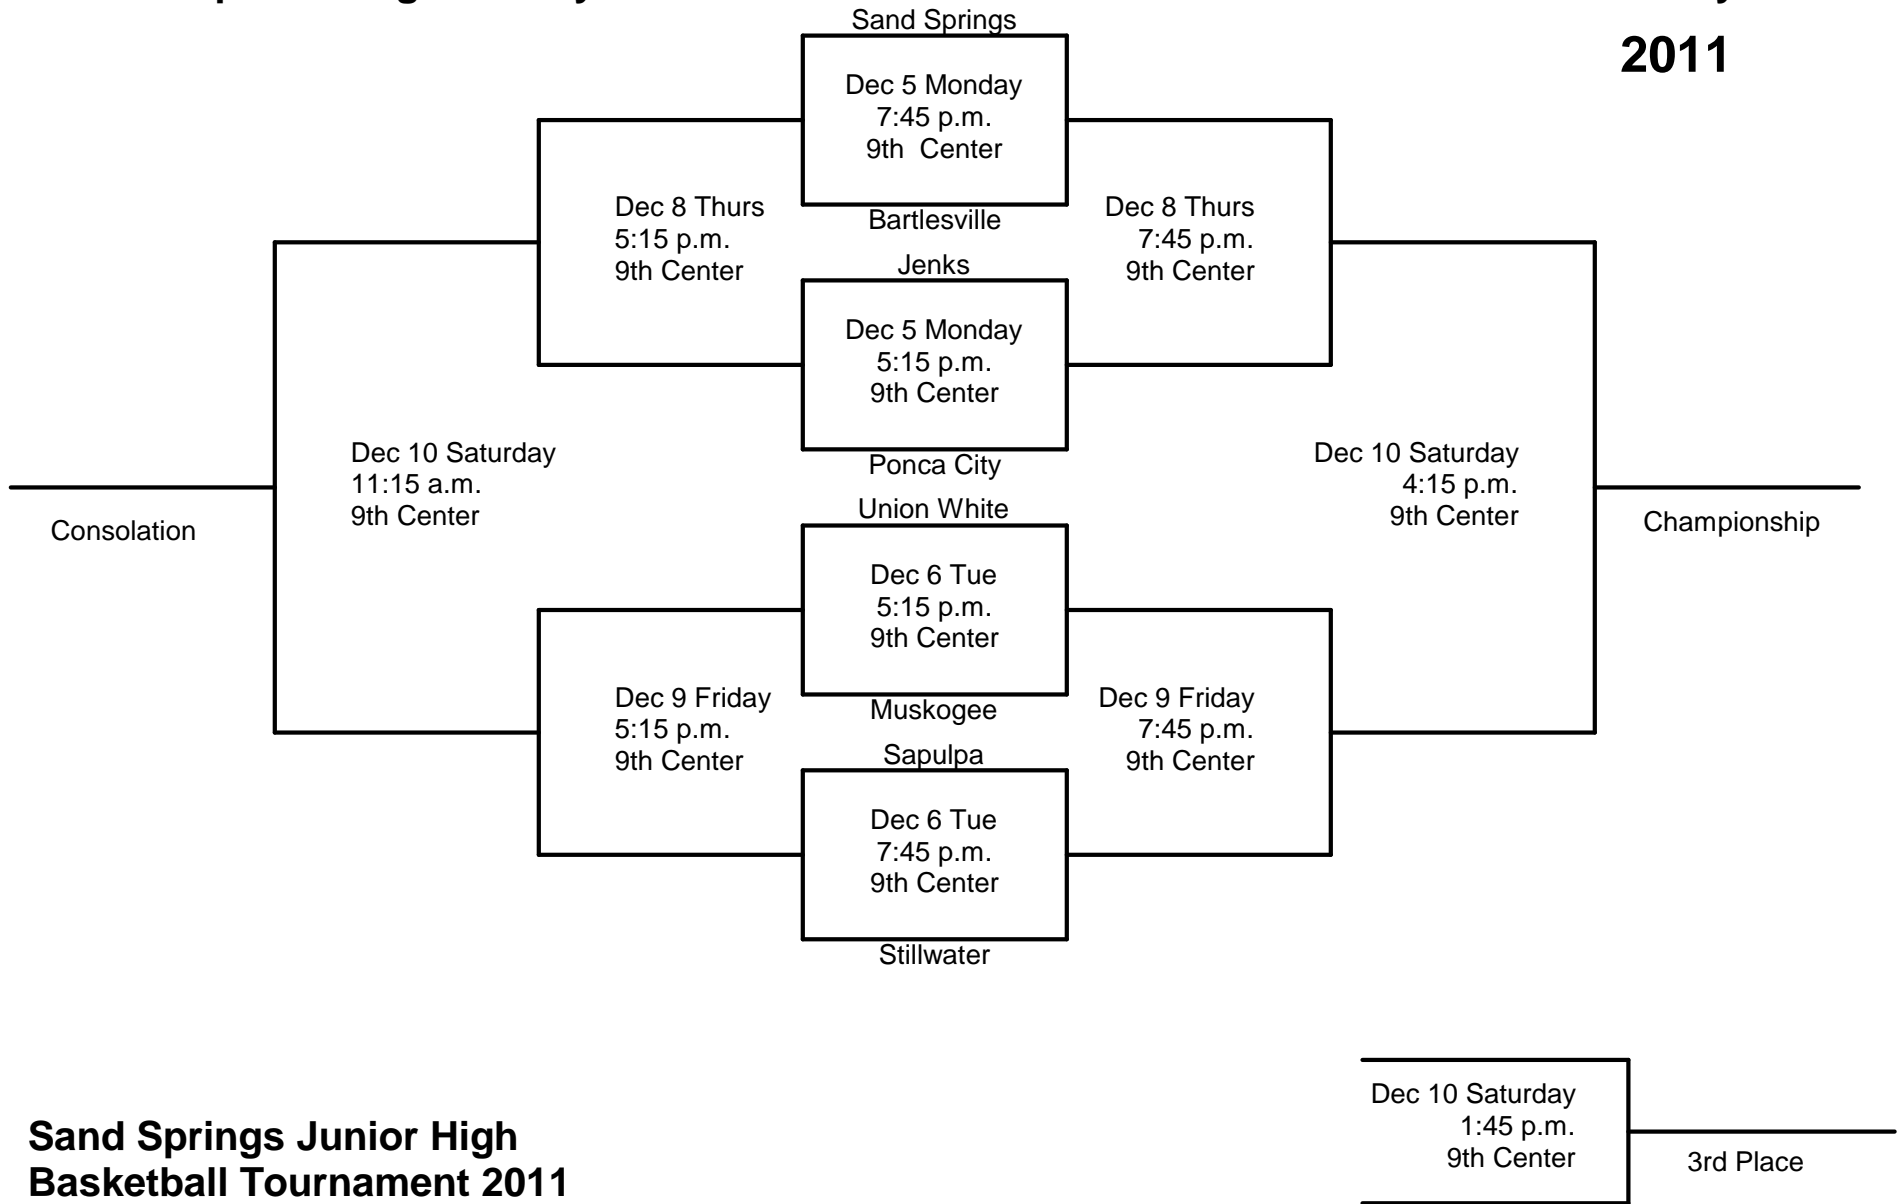 2011
Sand Springs
Dec 5 Monday
7:45 p.m.
9th Center
Bartlesville
Dec 8 Thurs
5:15 p.m.
9th Center
Dec 8 Thurs
7:45 p.m.
9th Center
Jenks
Dec 5 Monday
5:15 p.m.
9th Center
Ponca City
Dec 10 Saturday
11:15 a.m.
9th Center
Consolation
Dec 10 Saturday
4:15 p.m.
9th Center
Championship
Union White
Dec 6 Tue
5:15 p.m.
9th Center
Muskogee
Dec 9 Friday
5:15 p.m.
9th Center
Dec 9 Friday
7:45 p.m.
9th Center
Sapulpa
Dec 6 Tue
7:45 p.m.
9th Center
Stillwater
Dec 10 Saturday
1:45 p.m.
9th Center
3rd Place
Sand Springs Junior High
Basketball Tournament 2011